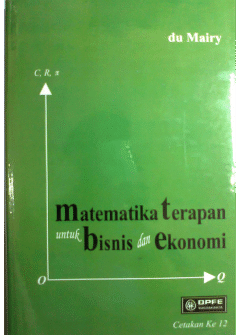 du Mairy
C, R, π
matematika terapan
untuk bisnis dan ekonomi
O
Q
BPFE
Cetakan Ke 12